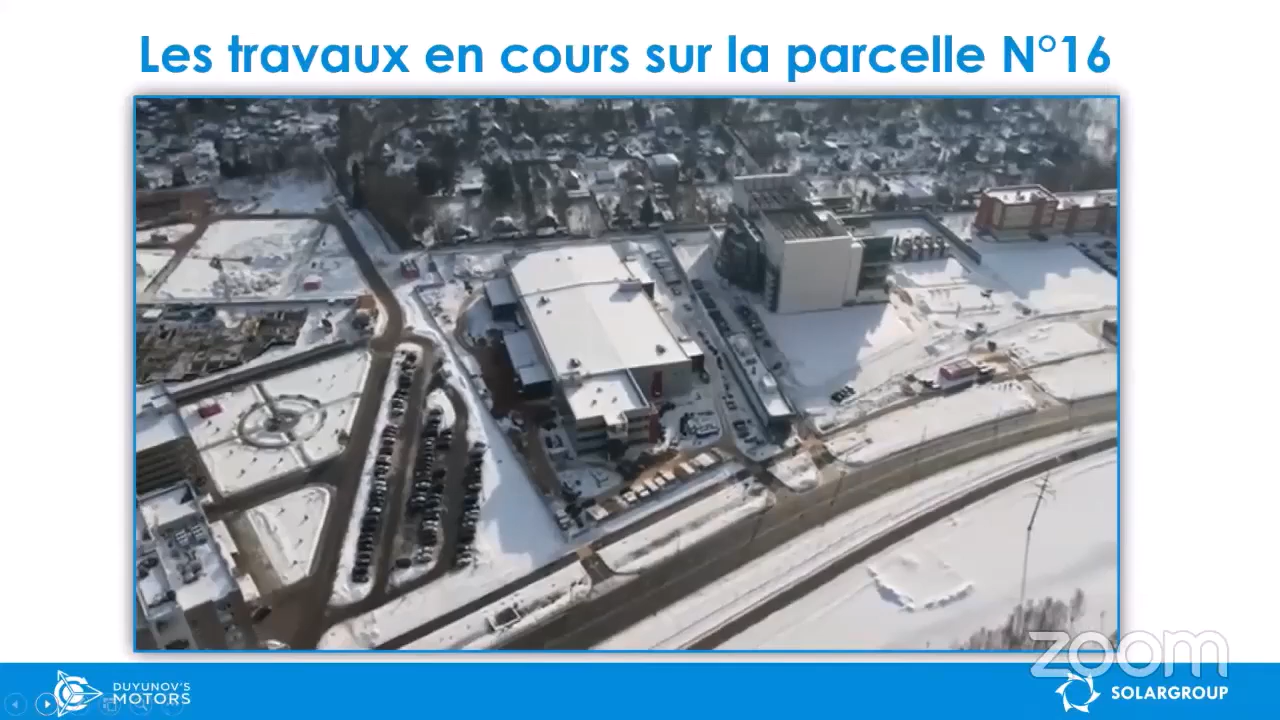 Les travaux en cours sur la parcelle N°16
zoom
DUYUNOV'S
MOTORS
SOLARGROUP